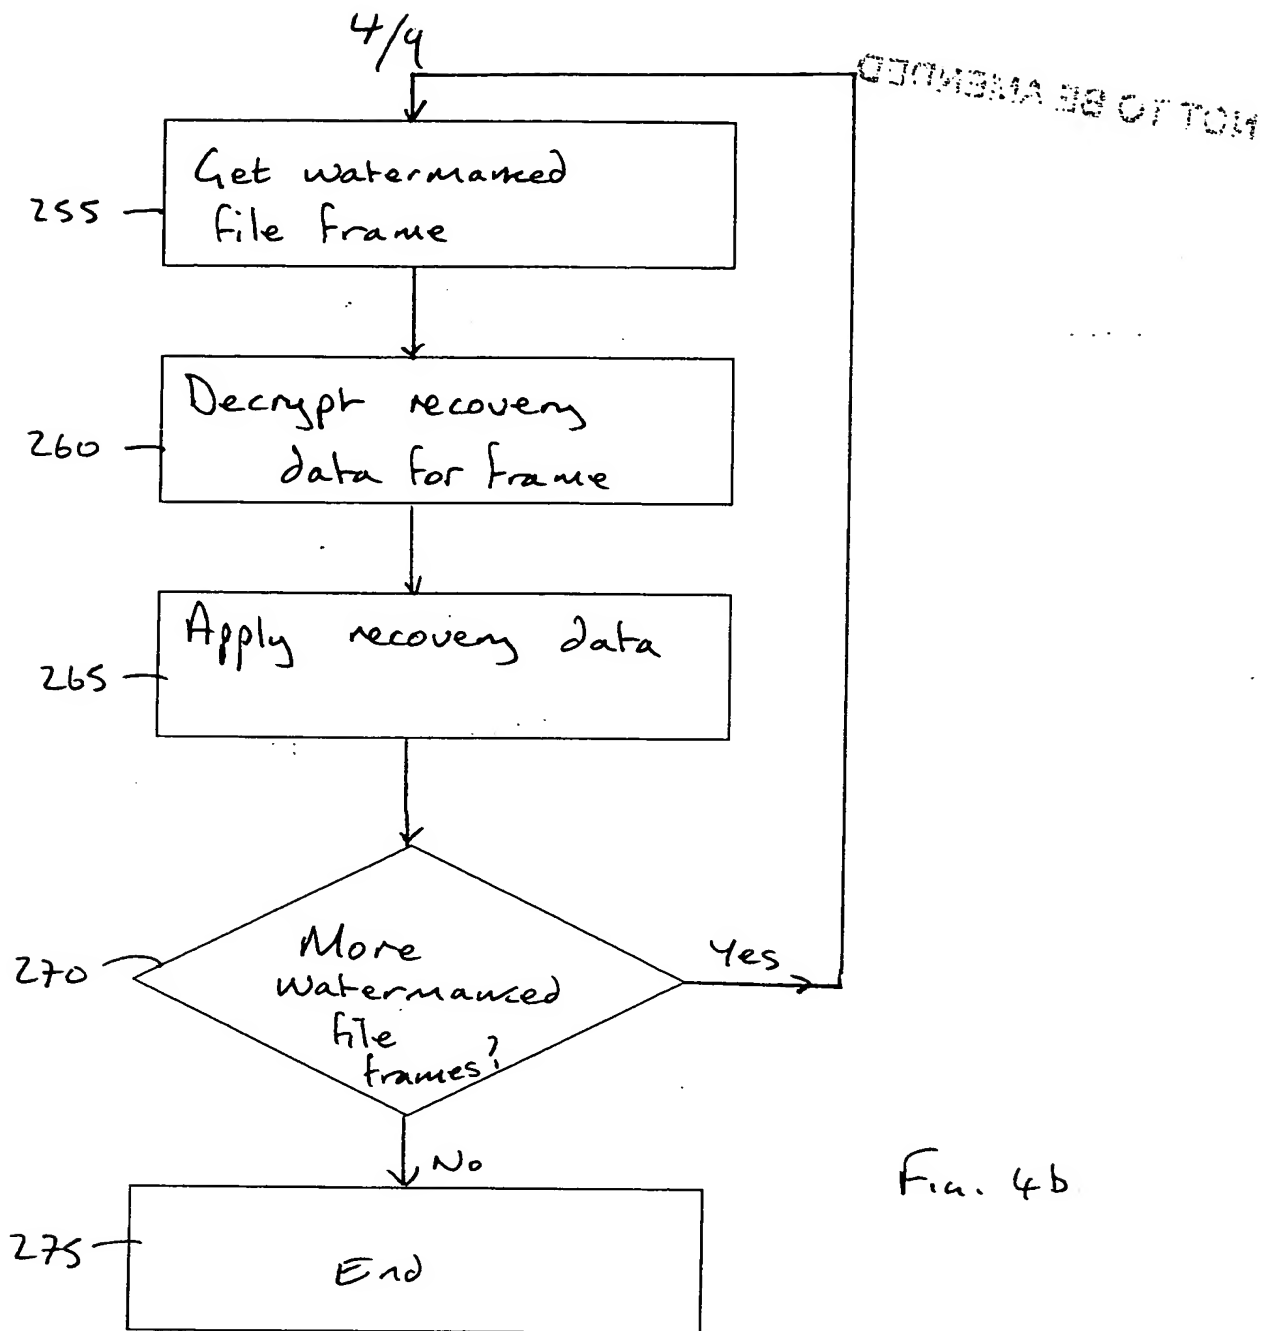 4/9
NOT TO BE AMENDED
Get watermarked
file frame
255
Decrypt recovery
data for frame
260
Apply recovery data
265
More
watermarked
file
frames?
270
Yes
No
End
275
Fig. 4b